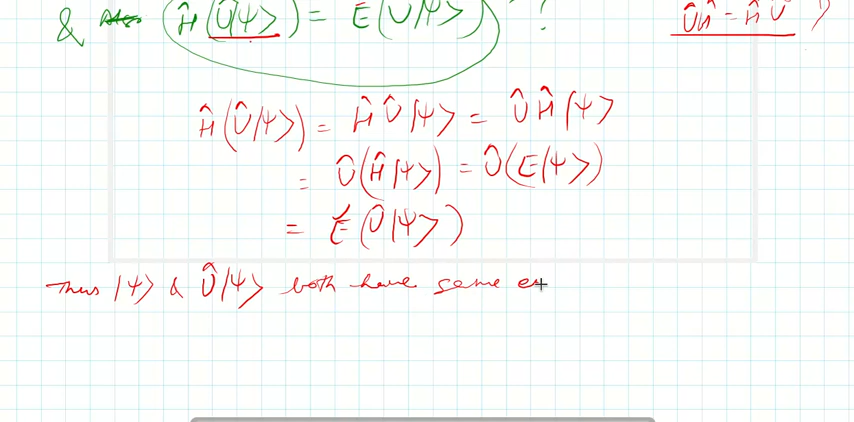 & Ĥ(Û|ψ⟩) = E(U|ψ⟩) ?
ÛĤ = ĤÛ
Ĥ(Û|ψ⟩) = ĤÛ|ψ⟩ = ÛĤ|ψ⟩
= Û(Ĥ|ψ⟩) = Û(E|ψ⟩)
= E(Û|ψ⟩)
Thus |ψ⟩ & Û|ψ⟩ both have same